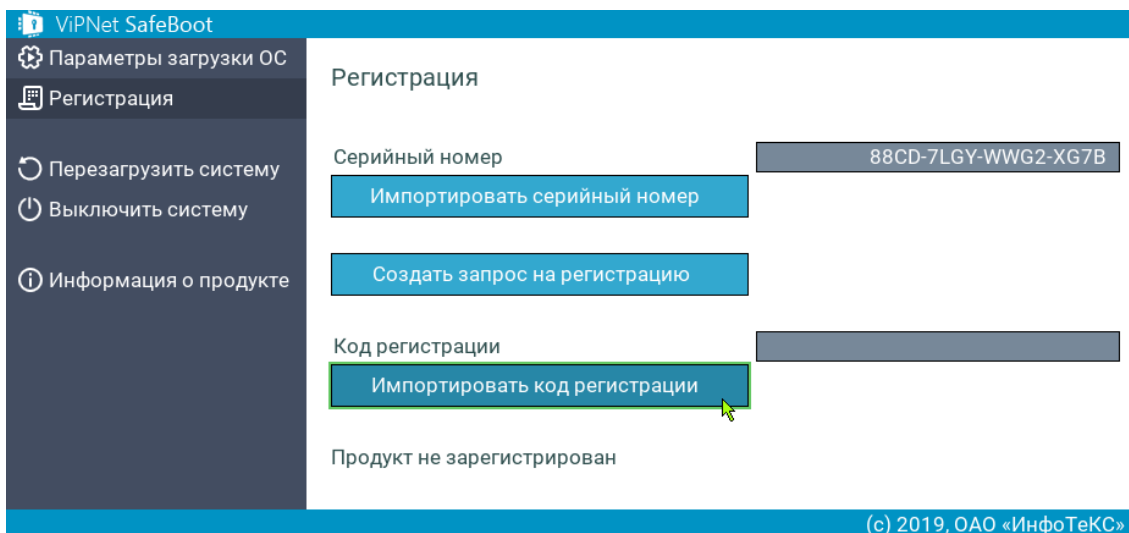 ViPNet SafeBoot
Параметры загрузки ОС
Регистрация
Перезагрузить систему
Выключить систему
Информация о продукте
Регистрация
Серийный номер 88CD-7LGY-WWG2-XG7B
Импортировать серийный номер
Создать запрос на регистрацию
Код регистрации
Импортировать код регистрации
Продукт не зарегистрирован
(c) 2019, ОАО «ИнфоТеКС»